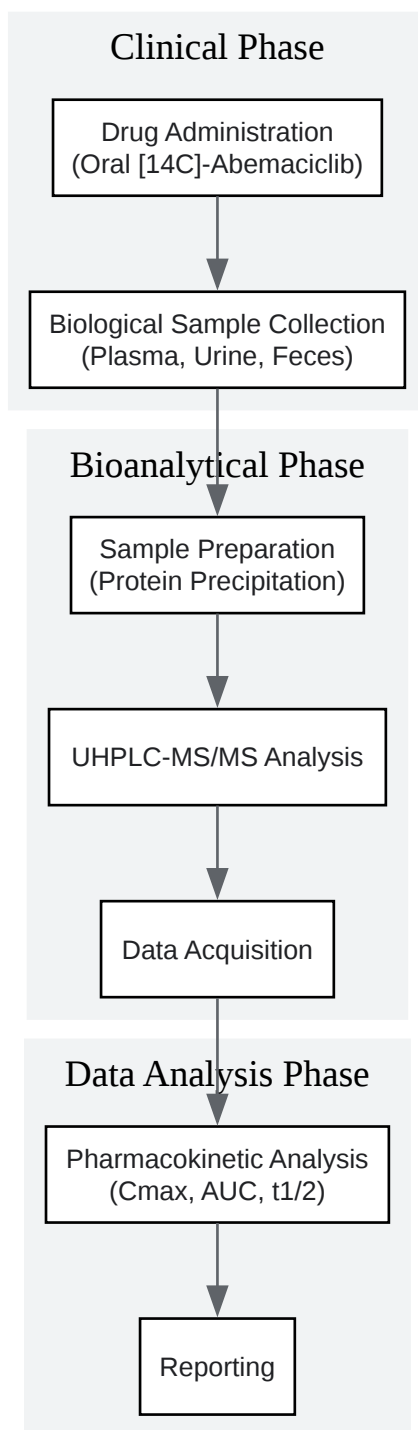 Clinical Phase
Drug Administration
(Oral [14C]-Abemaciclib)
Biological Sample Collection
(Plasma, Urine, Feces)
Bioanalytical Phase
Sample Preparation
(Protein Precipitation)
UHPLC-MS/MS Analysis
Data Acquisition
Data Analysis Phase
Pharmacokinetic Analysis
(Cmax, AUC, t1/2)
Reporting